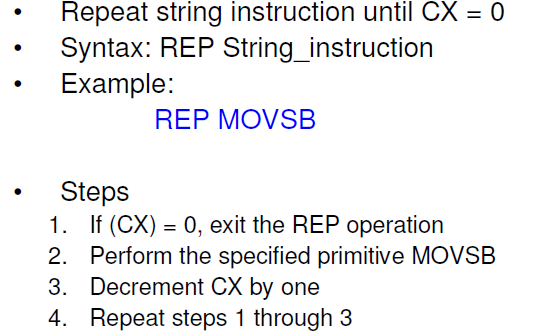 • Repeat string instruction until CX = 0
• Syntax: REP String_instruction
• Example:
REP MOVSB
• Steps
1. If (CX) = 0, exit the REP operation
2. Perform the specified primitive MOVSB
3. Decrement CX by one
4. Repeat steps 1 through 3